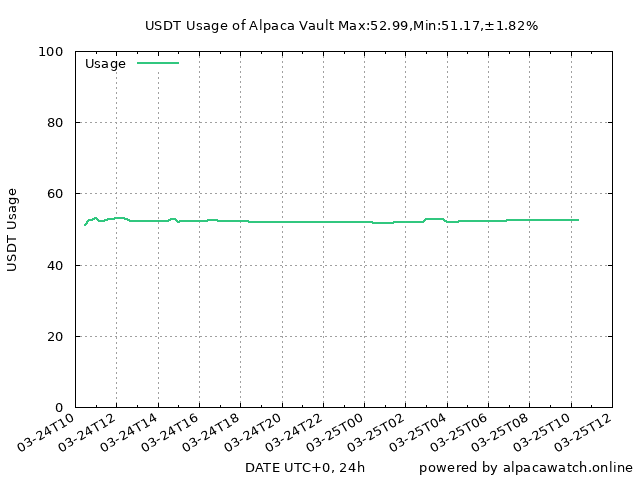 USDT Usage of Alpaca Vault Max:52.99,Min:51.17,±1.82%
Usage
100
80
60
40
20
0
USDT Usage
03-24T10
03-24T12
03-24T14
03-24T16
03-24T18
03-24T20
03-24T22
03-25T00
03-25T02
03-25T04
03-25T06
03-25T08
03-25T10
03-25T12
DATE UTC+0, 24h
powered by alpacawatch.online